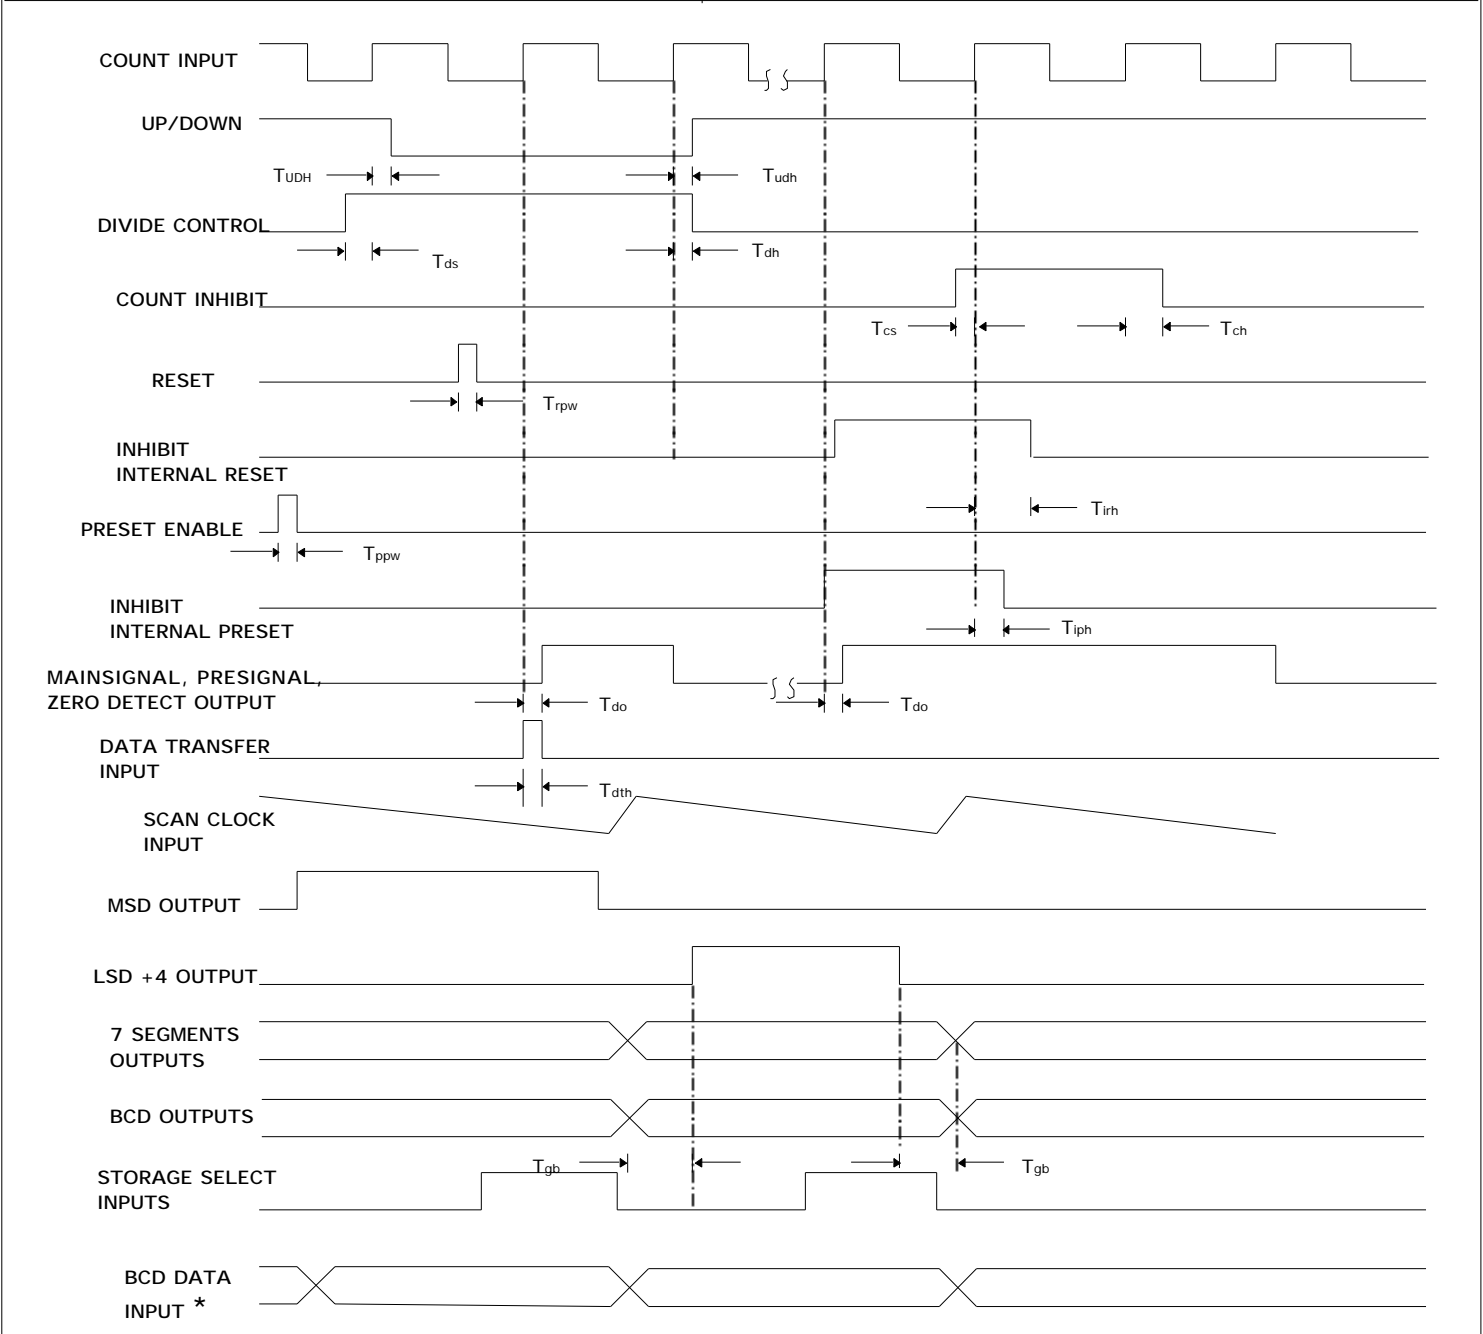 COUNT INPUT
UP/DOWN
TUDH
Tudh
DIVIDE CONTROL
Tds
Tdh
COUNT INHIBIT
Tcs
Tch
RESET
Trpw
INHIBIT
INTERNAL RESET
Tirh
PRESET ENABLE
Tppw
INHIBIT
INTERNAL PRESET
Tiph
MAINSIGNAL, PRESIGNAL,
ZERO DETECT OUTPUT
Tdo
Tdo
DATA TRANSFER
INPUT
Tdth
SCAN CLOCK
INPUT
MSD OUTPUT
LSD +4 OUTPUT
7 SEGMENTS
OUTPUTS
BCD OUTPUTS
Tgb
Tgb
STORAGE SELECT
INPUTS
BCD DATA
INPUT *